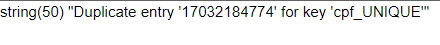 string(50) "Duplicate entry '17032184774' for key 'cpf_UNIQUE'"